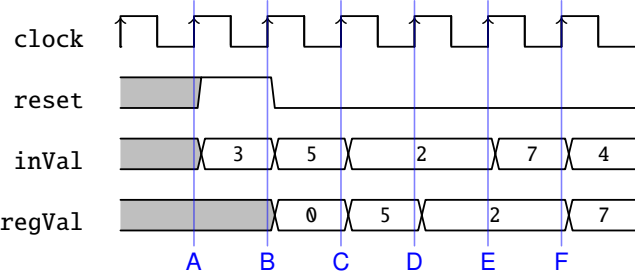 clock
reset
inVal 3 5 2 7 4
regVal 0 5 2 7
A B C D E F